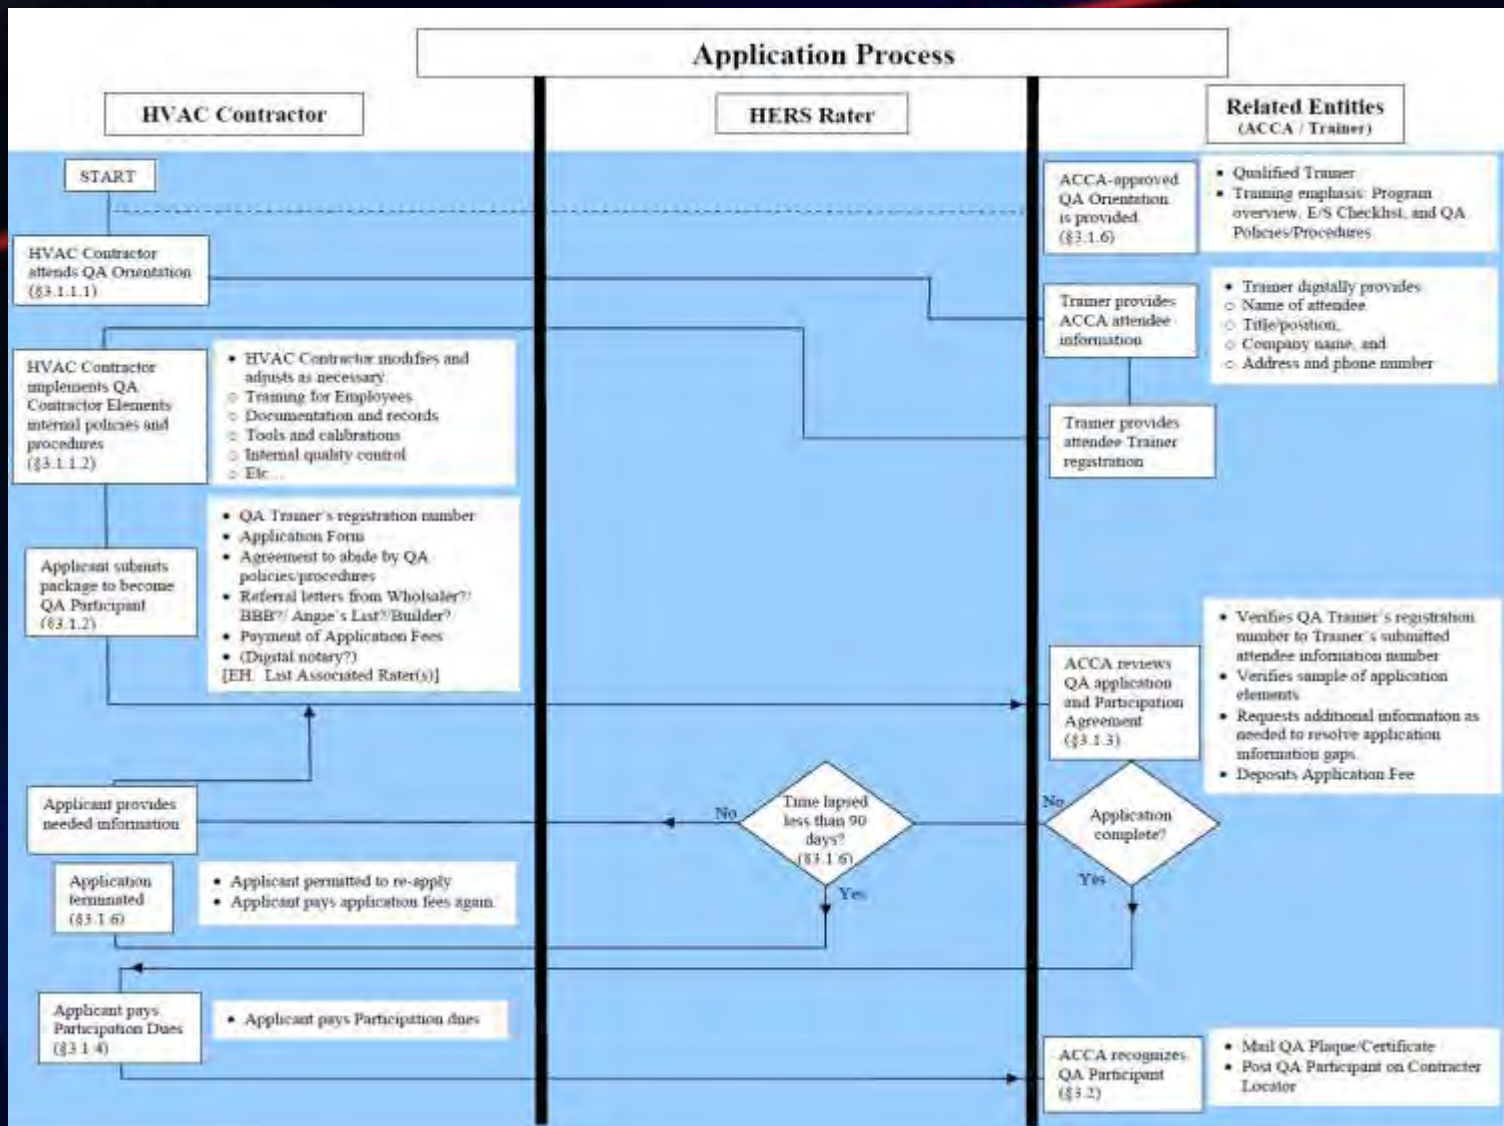 Application Process
HVAC Contractor
HERS Rater
Related Entities
(ACCA / Trainer)
START
ACCA-approved
QA Orientation
is provided
(§3.1.6)
• Qualified Trainer
• Training emphasis: Program
overview, E/S Checklist, and QA
Policies/Procedures
HVAC Contractor
attends QA Orientation
(§3.1.1.1)
Trainer provides
ACCA attendee
information
• Trainer digitally provides
○ Name of attendee
○ Title/position,
○ Company name, and
○ Address and phone number
HVAC Contractor
implements QA
Contractor Elements
internal policies and
procedures
(§3.1.1.2)
• HVAC Contractor modifies and
adjusts as necessary
○ Training for Employees
○ Documentation and records
○ Tools and calibrations
○ Internal quality control
○ Etc...
Trainer provides
attendee Trainer
registration
Applicant submits
package to become
QA Participant
(§3.1.2)
• QA Trainer's registration number
• Application Form
• Agreement to abide by QA
policies/procedures
• Referral letters from Wholsaler?/
BBB?/ Angie's List?/Builder?
• Payment of Application Fees
• (Digital notary?)
[EH. List Associated Rater(s)]
ACCA reviews
QA application
and Participation
Agreement
(§3.1.3)
• Verifies QA Trainer's registration
number to Trainer's submitted
attendee information number
• Verifies sample of application
elements
• Requests additional information as
needed to resolve application
information gaps.
• Deposits Application Fee
Applicant provides
needed information
No
Time lapsed
less than 90
days?
(§3.1.6)
Yes
No
Application
complete?
Yes
Application
terminated
(§3.1.6)
• Applicant permitted to re-apply
• Applicant pays application fees again.
Applicant pays
Participation Dues
(§3.1.4)
• Applicant pays Participation dues
ACCA recognizes
QA Participant
(§3.2)
• Mail QA Plaque/Certificate
• Post QA Participant on Contracter
Locator